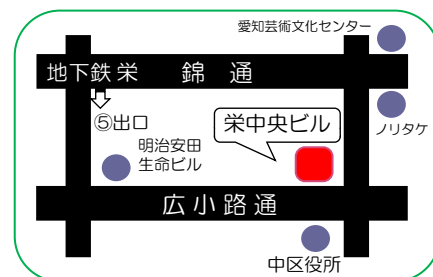 愛知芸術文化センター
地下鉄 栄 錦 通
⑤出口
栄中央ビル
ノリタケ
明治安田
生命ビル
広 小 路 通
中区役所